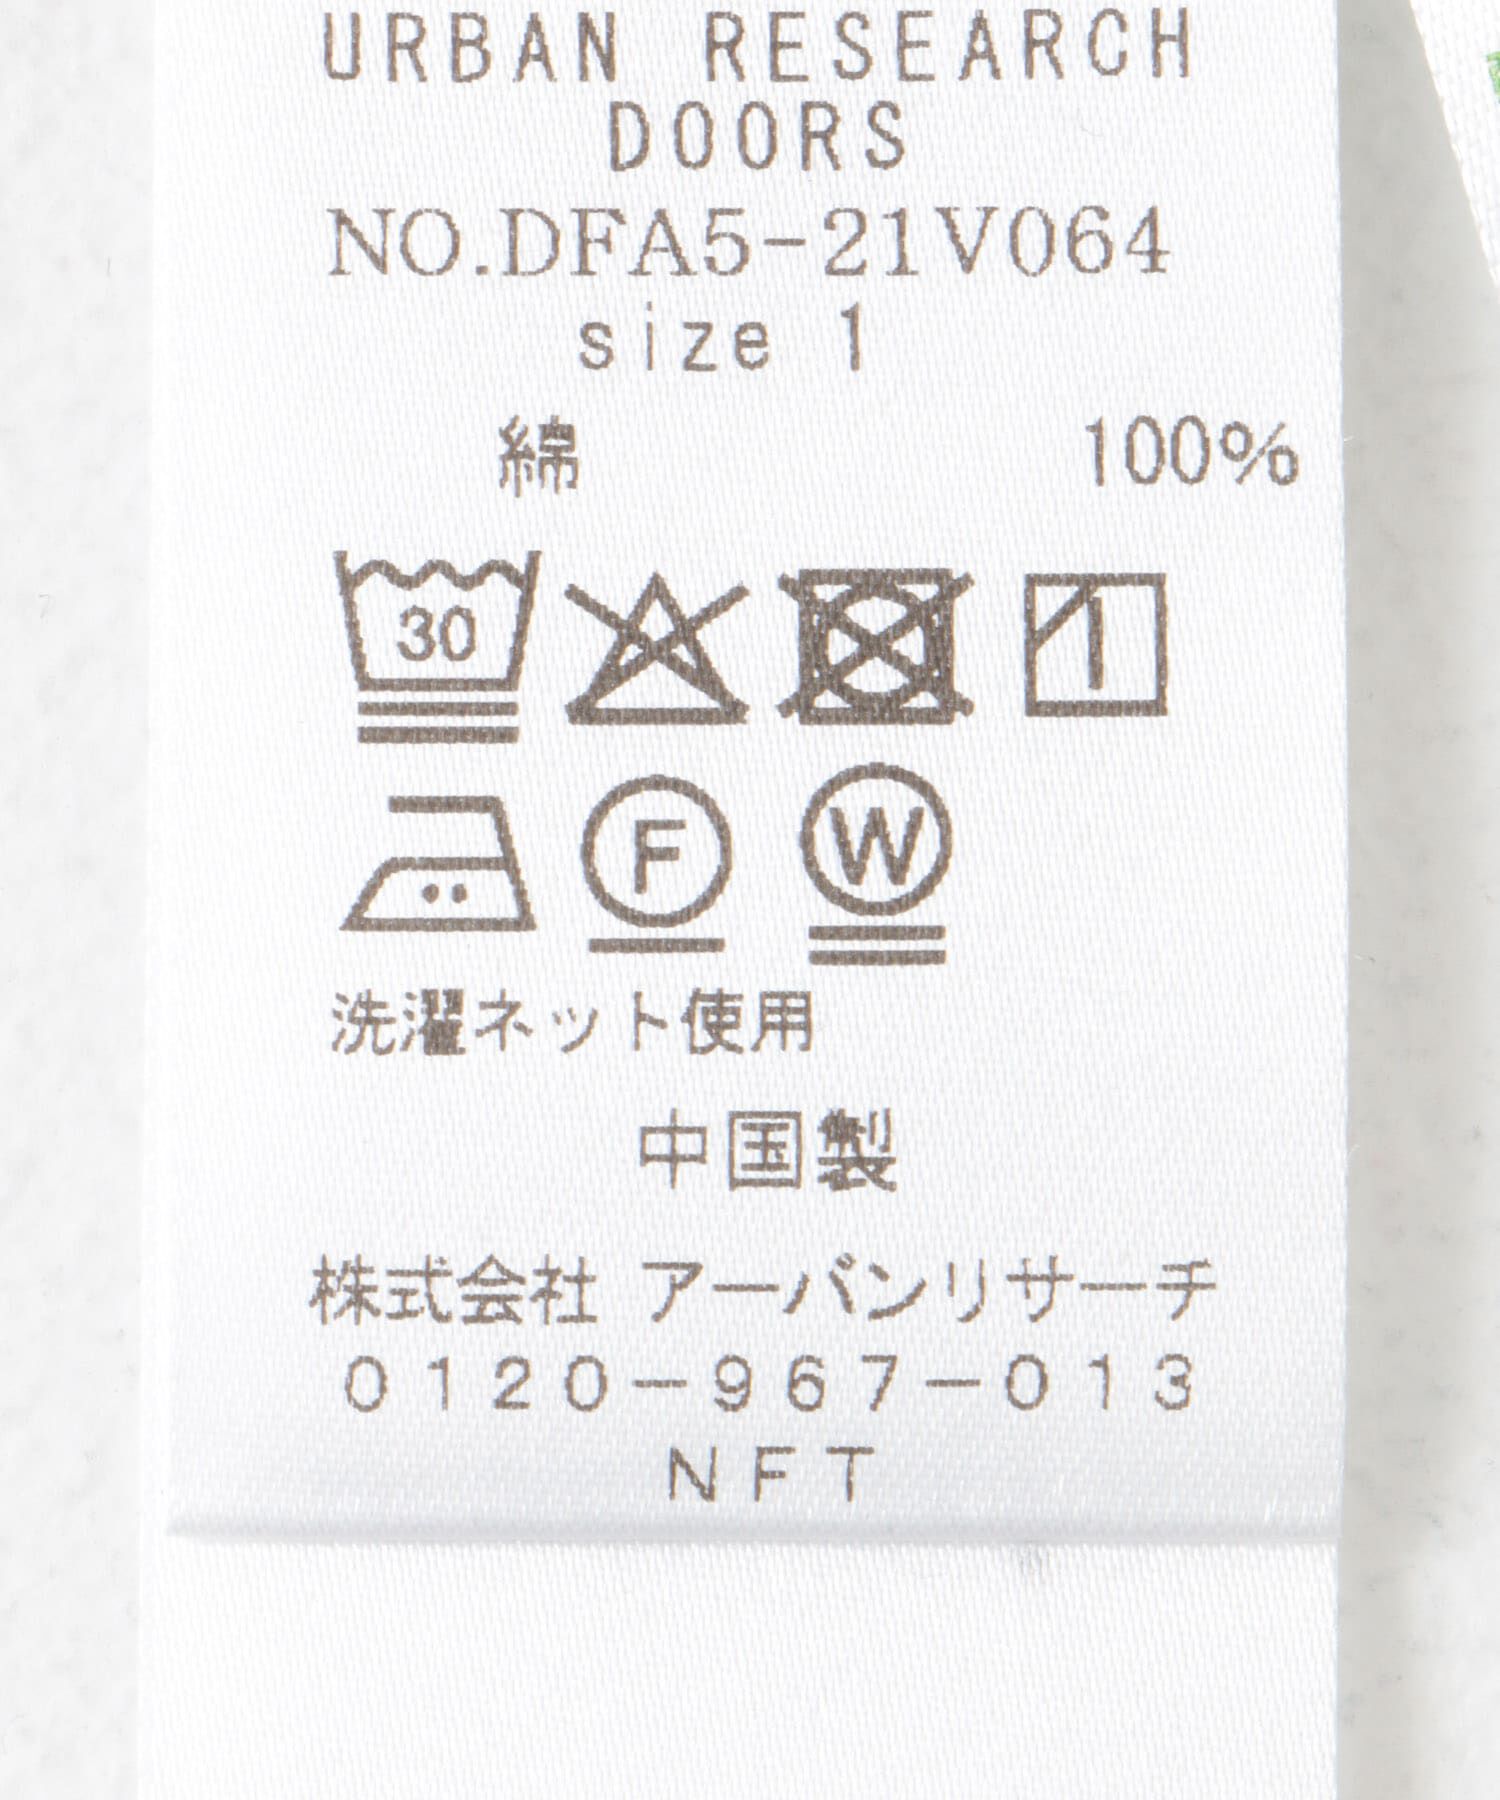 URBAN RESEARCH
DOORS
NO.DFA5-21V064
size 1
綿 100%
30
F W
洗濯ネット使用
中国製
株式会社 アーバンリサーチ
0120-967-013
NFT